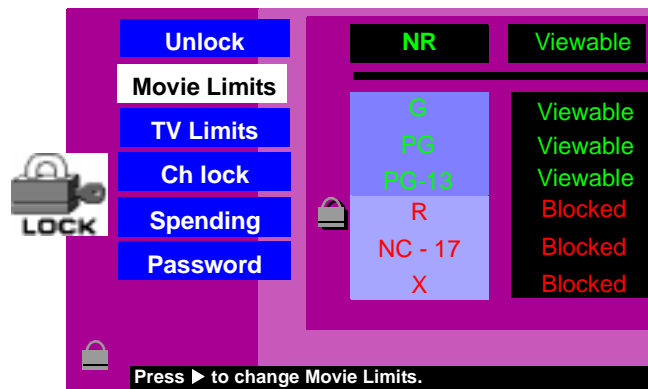 Unlock
Movie Limits
TV Limits
Ch lock
Spending
Password
LOCK
NR Viewable
G Viewable
PG Viewable
PG-13 Viewable
R Blocked
NC - 17 Blocked
X Blocked
Press ▶ to change Movie Limits.